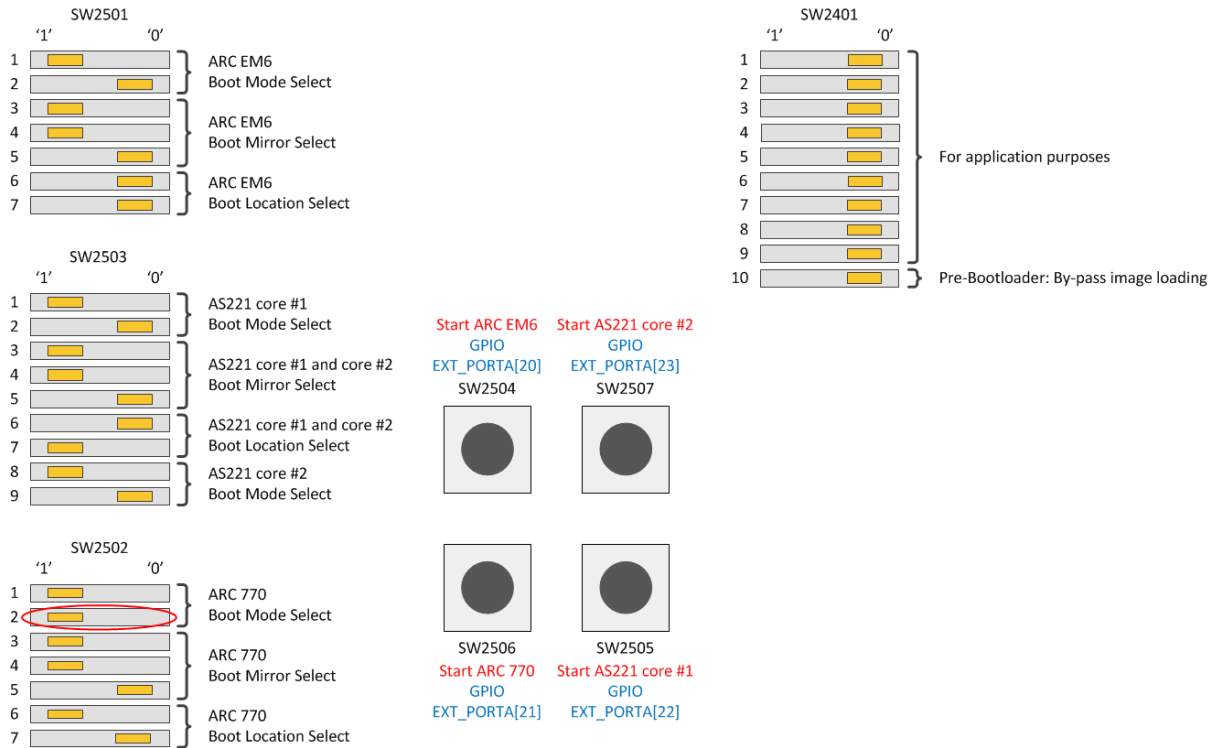 SW2501
'1' '0'
1
2
ARC EM6
Boot Mode Select
3
4
5
ARC EM6
Boot Mirror Select
6
7
ARC EM6
Boot Location Select
SW2503
'1' '0'
1
2
AS221 core #1
Boot Mode Select
3
4
5
AS221 core #1 and core #2
Boot Mirror Select
6
7
AS221 core #1 and core #2
Boot Location Select
8
9
AS221 core #2
Boot Mode Select
SW2502
'1' '0'
1
2
ARC 770
Boot Mode Select
3
4
5
ARC 770
Boot Mirror Select
6
7
ARC 770
Boot Location Select
Start ARC EM6
GPIO
EXT_PORTA[20]
SW2504
Start AS221 core #2
GPIO
EXT_PORTA[23]
SW2507
SW2506
Start ARC 770
GPIO
EXT_PORTA[21]
SW2505
Start AS221 core #1
GPIO
EXT_PORTA[22]
SW2401
'1' '0'
1
2
3
4
5
6
7
8
9
For application purposes
10
Pre-Bootloader: By-pass image loading